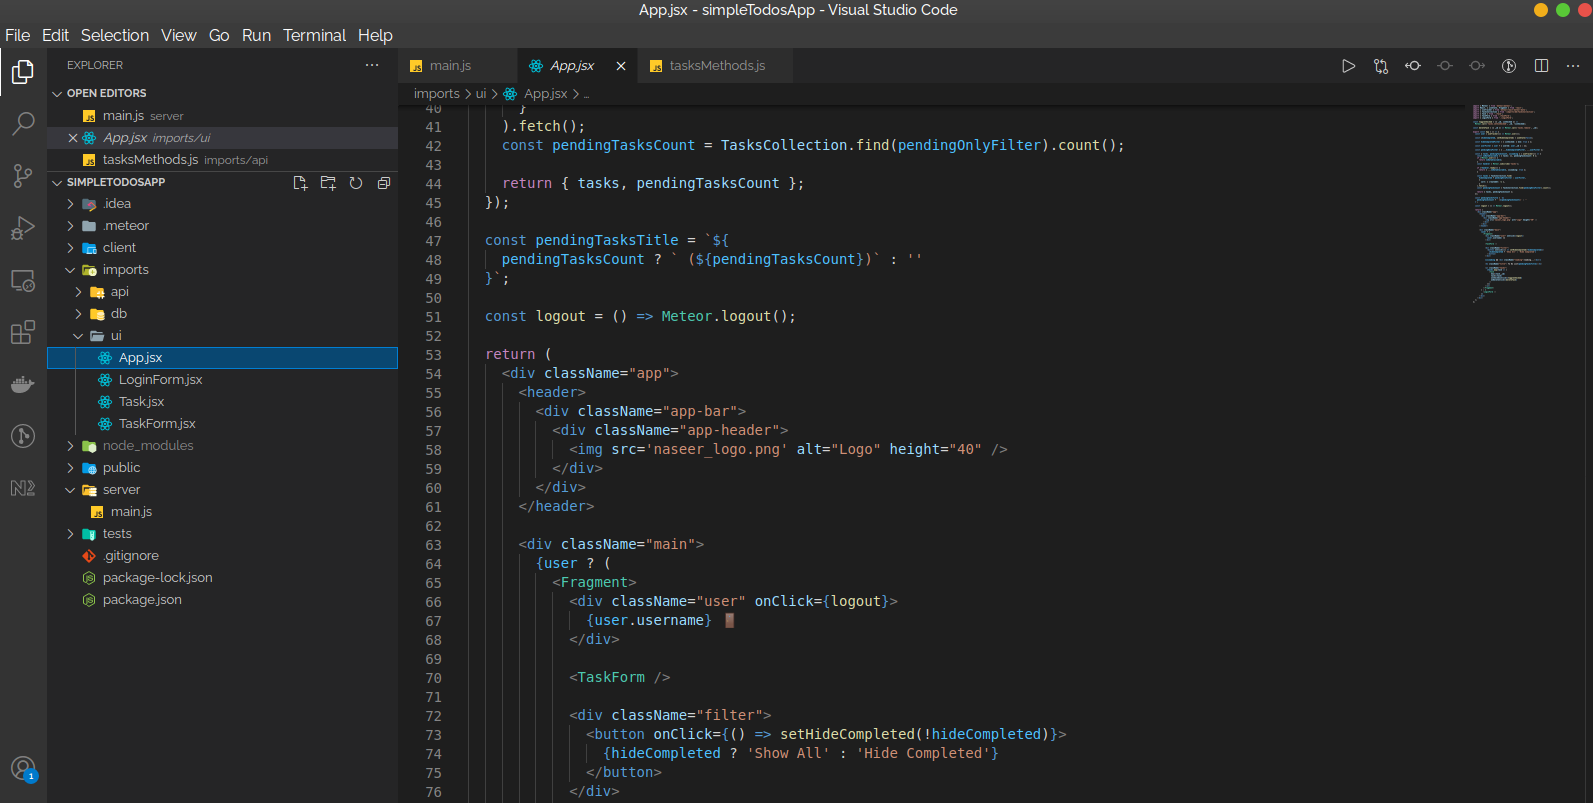 App.jsx - simpleTodosApp - Visual Studio Code
File Edit Selection View Go Run Terminal Help
EXPLORER
OPEN EDITORS
main.js server
App.jsx imports/ui
tasksMethods.js imports/api
SIMPLETODOSAPP
.idea
.meteor
client
imports
api
db
ui
App.jsx
LoginForm.jsx
Task.jsx
TaskForm.jsx
node_modules
public
server
main.js
tests
.gitignore
package-lock.json
package.json
1
main.js App.jsx tasksMethods.js
imports > ui > App.jsx > ...
40 }
41 ).fetch();
42 const pendingTasksCount = TasksCollection.find(pendingOnlyFilter).count();
43
44 return { tasks, pendingTasksCount };
45 });
46
47 const pendingTasksTitle = `${
48 pendingTasksCount ? ` (${pendingTasksCount})` : ''
49 }`;
50
51 const logout = () => Meteor.logout();
52
53 return (
54 <div className="app">
55 <header>
56 <div className="app-bar">
57 <div className="app-header">
58 <img src='naseer_logo.png' alt="Logo" height="40" />
59 </div>
60 </div>
61 </header>
62
63 <div className="main">
64 {user ? (
65 <Fragment>
66 <div className="user" onClick={logout}>
67 {user.username} 🚪
68 </div>
69
70 <TaskForm />
71
72 <div className="filter">
73 <button onClick={() => setHideCompleted(!hideCompleted)}>
74 {hideCompleted ? 'Show All' : 'Hide Completed'}
75 </button>
76 </div>